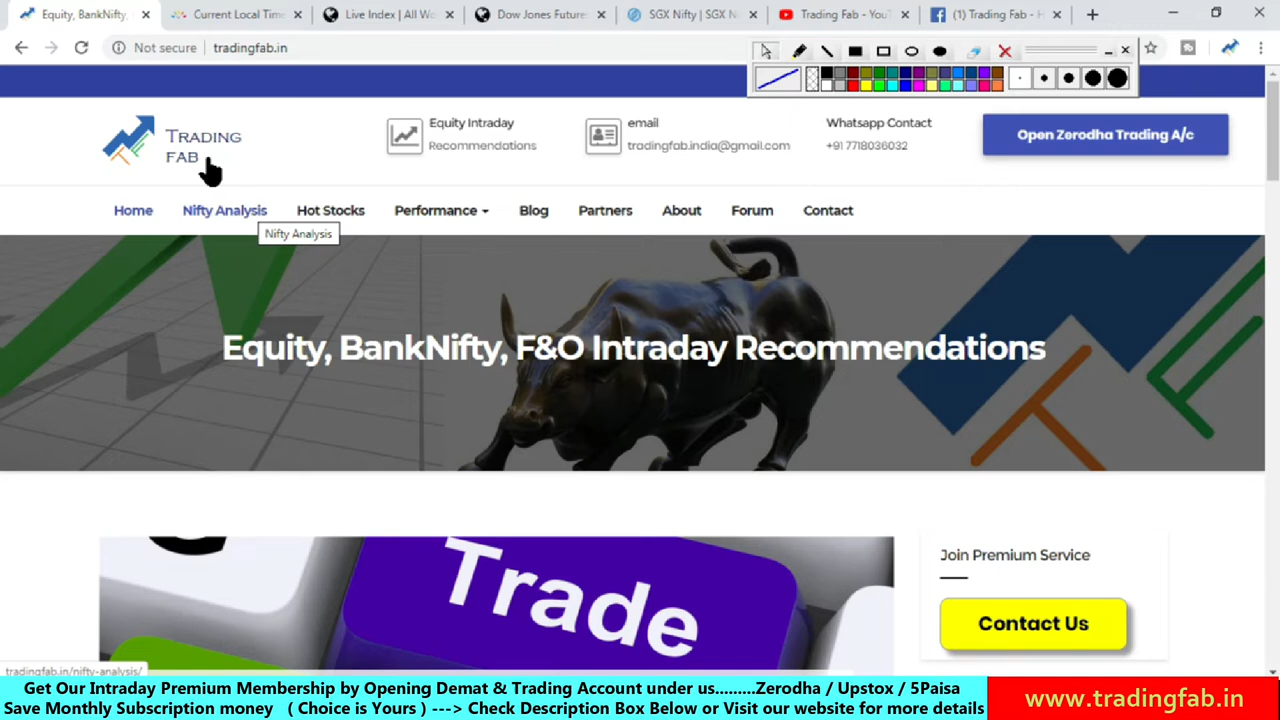 Equity, BankNifty,
Current Local Time
Live Index | All Wo
Dow Jones Future
SGX Nifty | SGX N
Trading Fab - YouT
(1) Trading Fab - H
Not secure
tradingfab.in
TRADING
FAB
Equity Intraday
Recommendations
email
tradingfab.india@gmail.com
Whatsapp Contact
+91 7718036032
Open Zerodha Trading A/c
Home
Nifty Analysis
Hot Stocks
Performance
Blog
Partners
About
Forum
Contact
Nifty Analysis
Equity, BankNifty, F&O Intraday Recommendations
Trade
Join Premium Service
Contact Us
tradingfab.in/nifty-analysis/
Get Our Intraday Premium Membership by Opening Demat & Trading Account under us.........Zerodha / Upstox / 5Paisa
Save Monthly Subscription money ( Choice is Yours ) ---> Check Description Box Below or Visit our website for more details
www.tradingfab.in